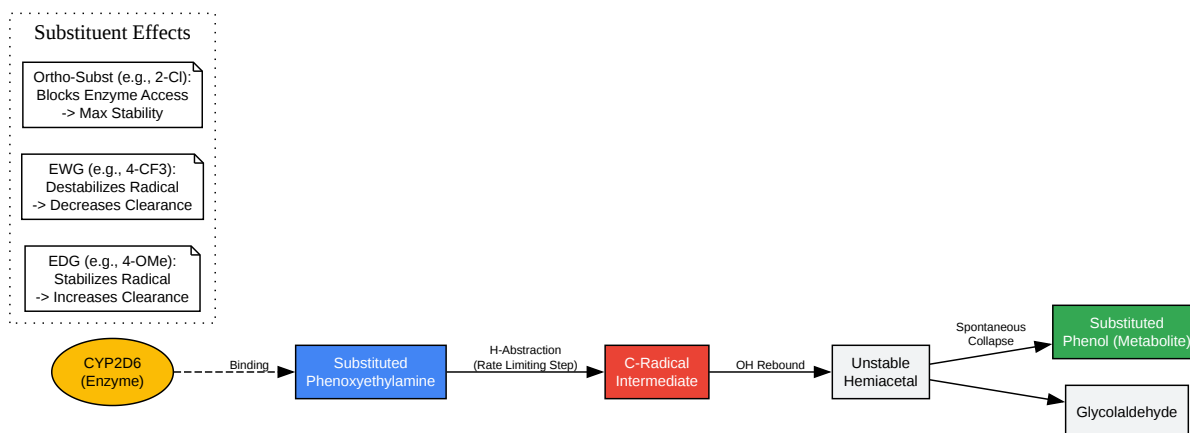 Substituent Effects
Ortho-Subst (e.g., 2-Cl):
Blocks Enzyme Access
-> Max Stability
EWG (e.g., 4-CF3):
Destabilizes Radical
-> Decreases Clearance
EDG (e.g., 4-OMe):
Stabilizes Radical
-> Increases Clearance
CYP2D6
(Enzyme)
Binding
Substituted
Phenoxyethylamine
H-Abstraction
(Rate Limiting Step)
C-Radical
Intermediate
OH Rebound
Unstable
Hemiacetal
Spontaneous
Collapse
Substituted
Phenol (Metabolite)
Glycolaldehyde